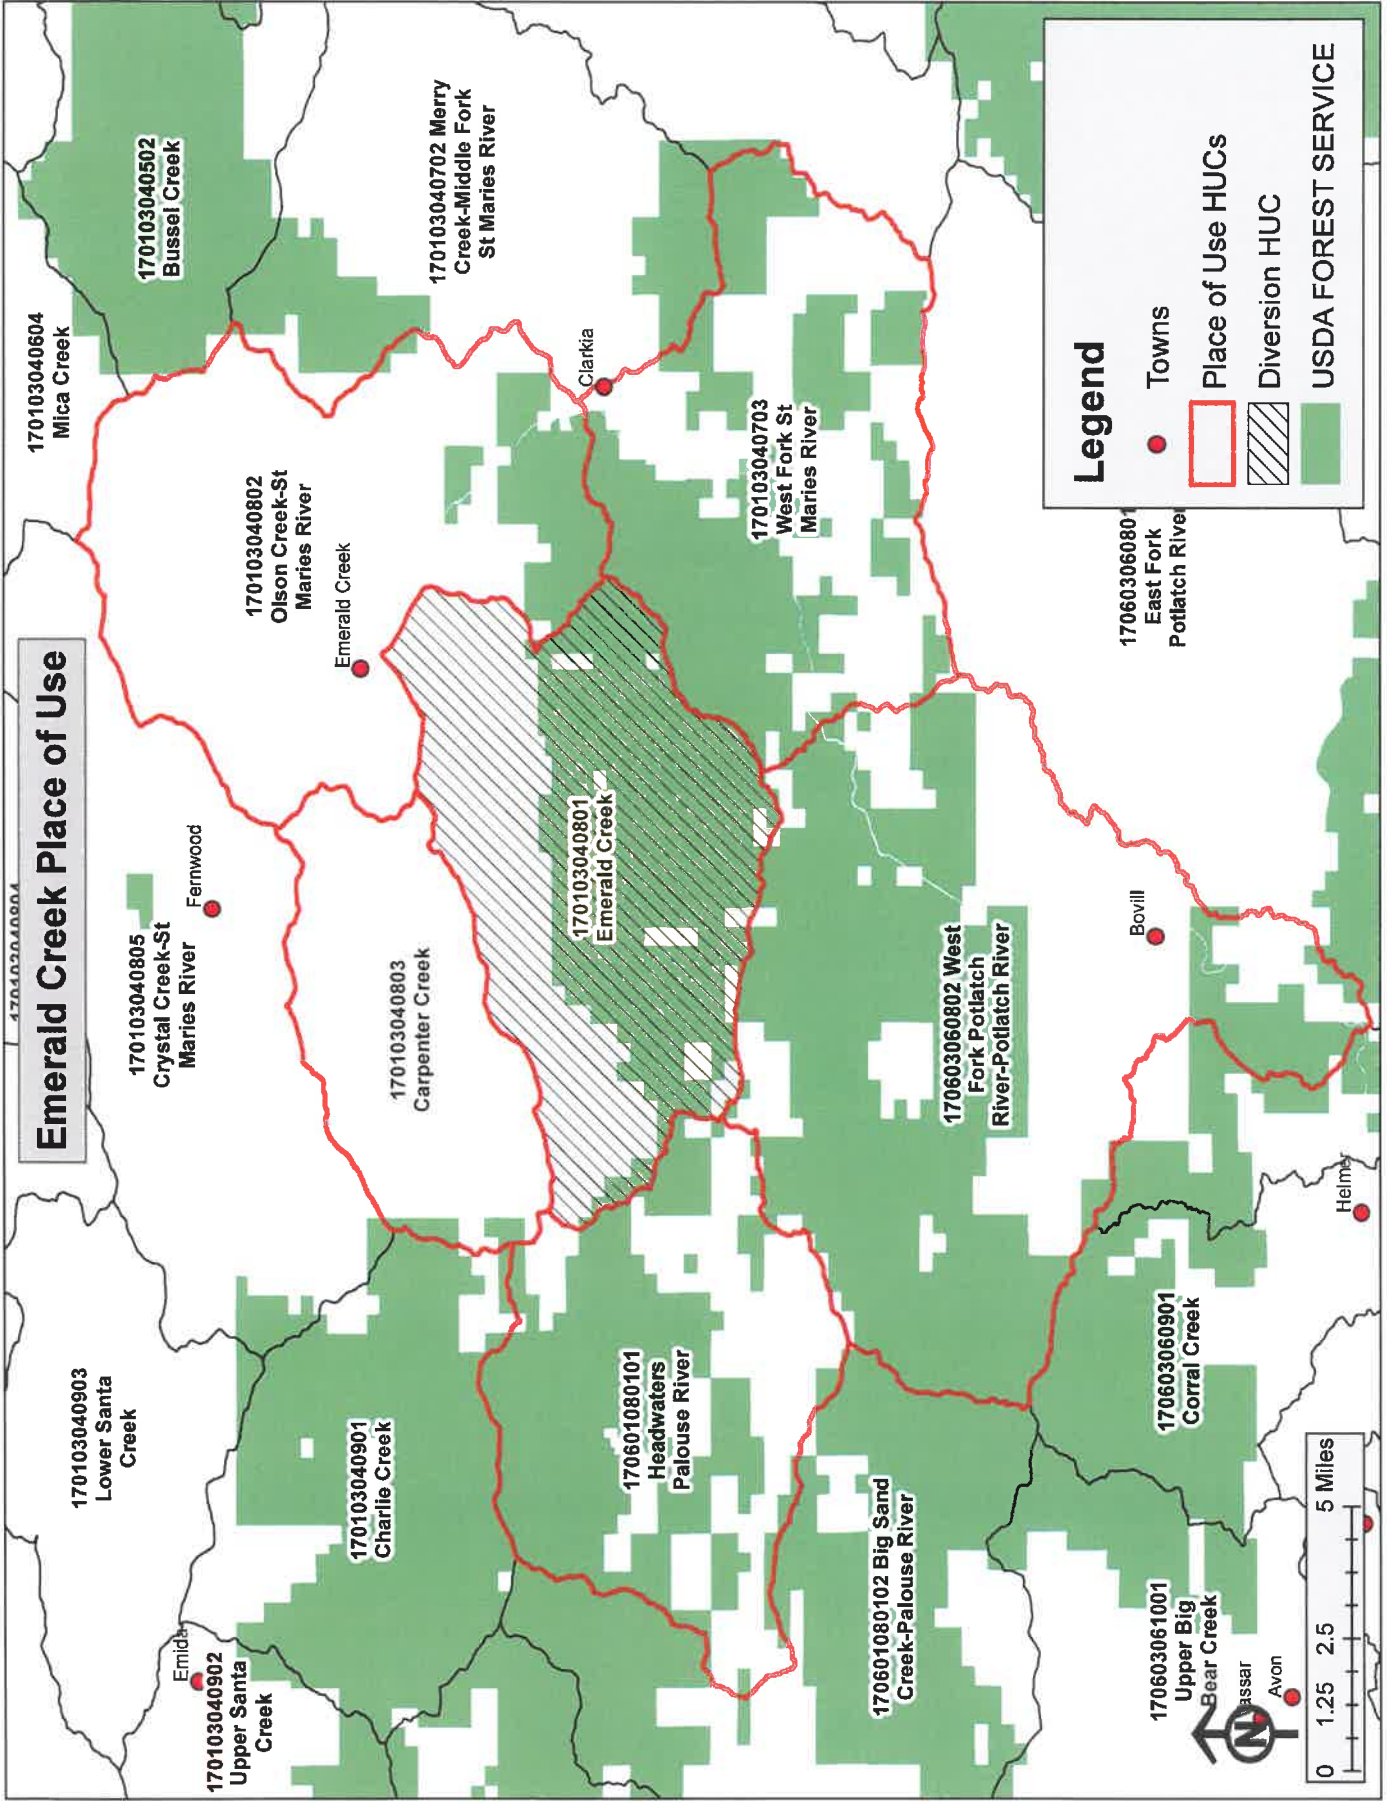 Emerald Creek Place of Use
170103040604
Mica Creek
170103040502
Bussel Creek
170103040903
Lower Santa
Creek
170103040805
Crystal Creek-St
Maries River
Fernwood
Emida
170103040902
Upper Santa
Creek
170103040802
Olson Creek-St
Maries River
Emerald Creek
170103040702 Merry
Creek-Middle Fork
St Maries River
170103040901
Charlie Creek
170103040803
Carpenter Creek
Clarkia
170103040801
Emerald Creek
170601080101
Headwaters
Palouse River
170103040703
West Fork St
Maries River
170601080102 Big Sand
Creek-Palouse River
170603060802 West
Fork Potlatch
River-Potlatch River
Bovill
170603060801
East Fork
Potlatch River
170603061001
Upper Big
Bear Creek
170603060901
Corral Creek
assar
Avon
Helmer
N
0 1.25 2.5 5 Miles
Legend
Towns
Place of Use HUCs
Diversion HUC
USDA FOREST SERVICE